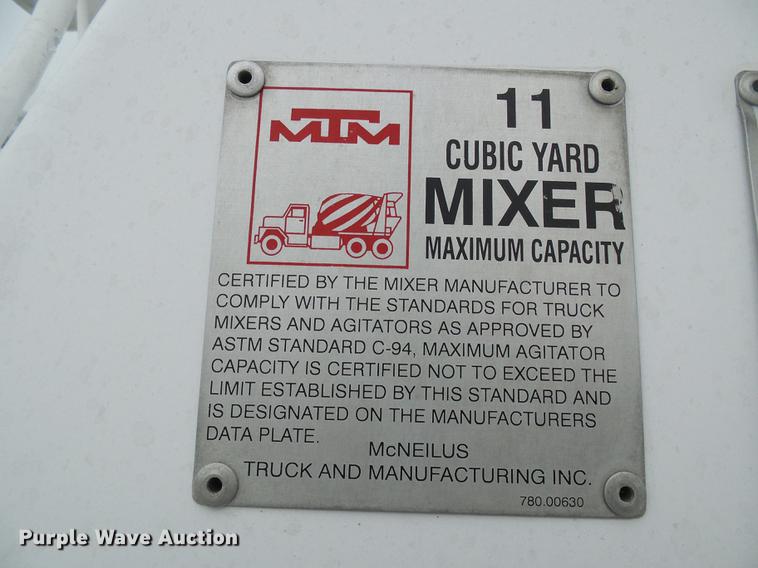 MTM
11
CUBIC YARD
MIXER
MAXIMUM CAPACITY
CERTIFIED BY THE MIXER MANUFACTURER TO
COMPLY WITH THE STANDARDS FOR TRUCK
MIXERS AND AGITATORS AS APPROVED BY
ASTM STANDARD C-94, MAXIMUM AGITATOR
CAPACITY IS CERTIFIED NOT TO EXCEED THE
LIMIT ESTABLISHED BY THIS STANDARD AND
IS DESIGNATED ON THE MANUFACTURERS
DATA PLATE.
McNEILUS
TRUCK AND MANUFACTURING INC.
780.00630
Purple Wave Auction